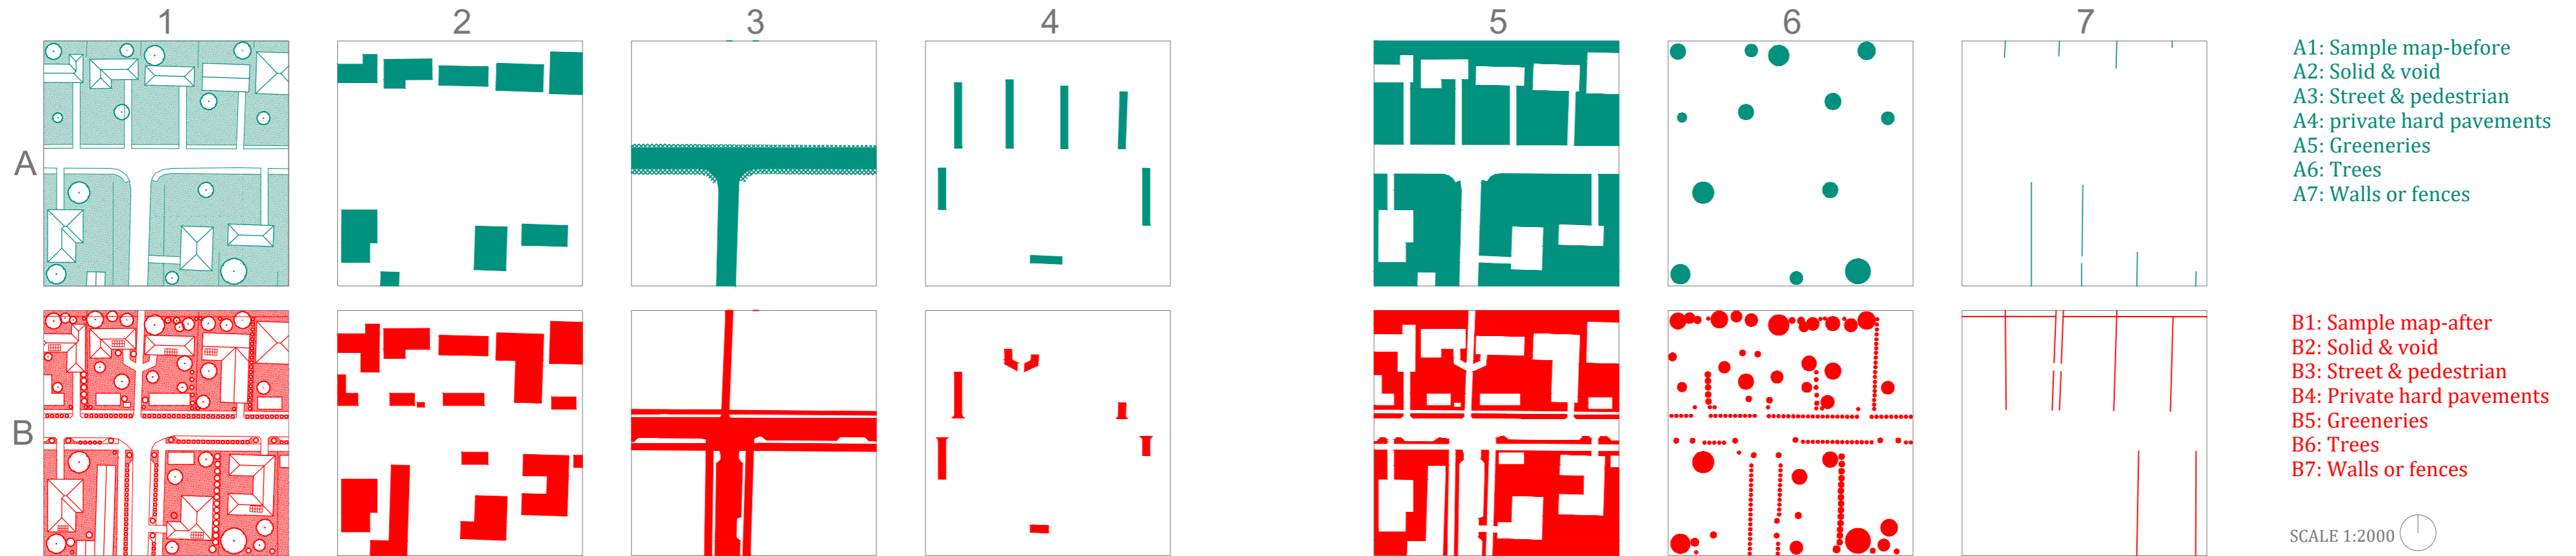 1 2 3 4 5 6 7
A
B
A1: Sample map-before
A2: Solid & void
A3: Street & pedestrian
A4: private hard pavements
A5: Greeneries
A6: Trees
A7: Walls or fences
B1: Sample map-after
B2: Solid & void
B3: Street & pedestrian
B4: Private hard pavements
B5: Greeneries
B6: Trees
B7: Walls or fences
SCALE 1:2000